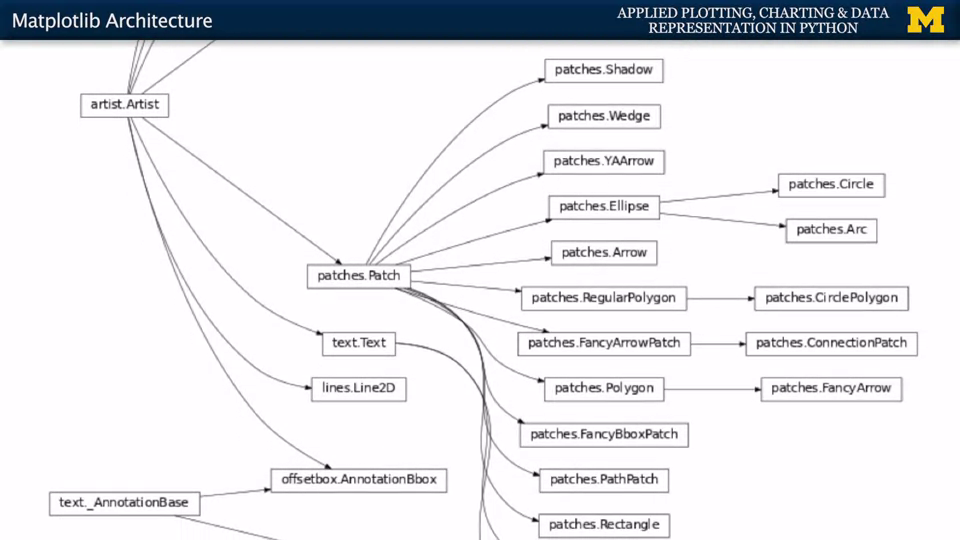 Matplotlib Architecture
APPLIED PLOTTING, CHARTING & DATA
REPRESENTATION IN PYTHON
M
artist.Artist
patches.Shadow
patches.Wedge
patches.YAArrow
patches.Circle
patches.Ellipse
patches.Arc
patches.Arrow
patches.Patch
patches.RegularPolygon
patches.CirclePolygon
text.Text
patches.FancyArrowPatch
patches.ConnectionPatch
lines.Line2D
patches.Polygon
patches.FancyArrow
patches.FancyBboxPatch
offsetbox.AnnotationBbox
patches.PathPatch
text._AnnotationBase
patches.Rectangle